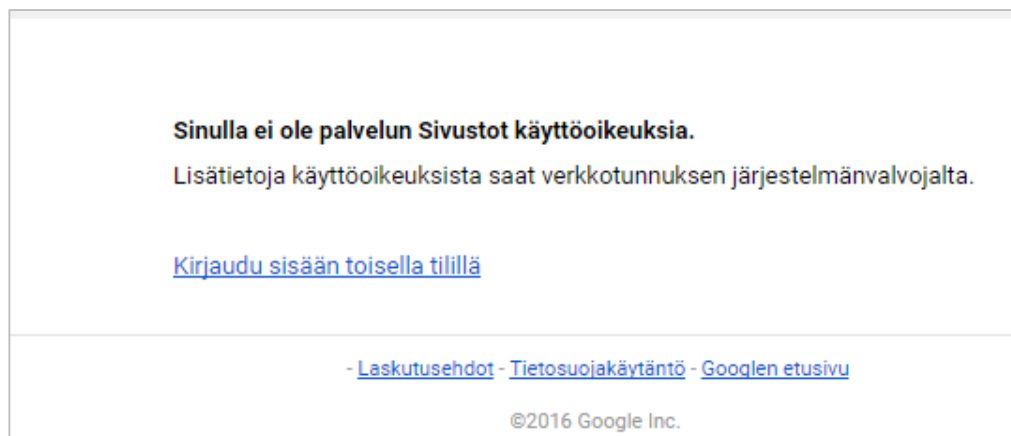 Sinulla ei ole palvelun Sivustot käyttöoikeuksia.
Lisätietoja käyttöoikeuksista saat verkkotunnuksen järjestelmänvalvojalta.
Kirjaudu sisään toisella tilillä
- Laskutusehdot - Tietosuojakäytäntö - Googlen etusivu
©2016 Google Inc.